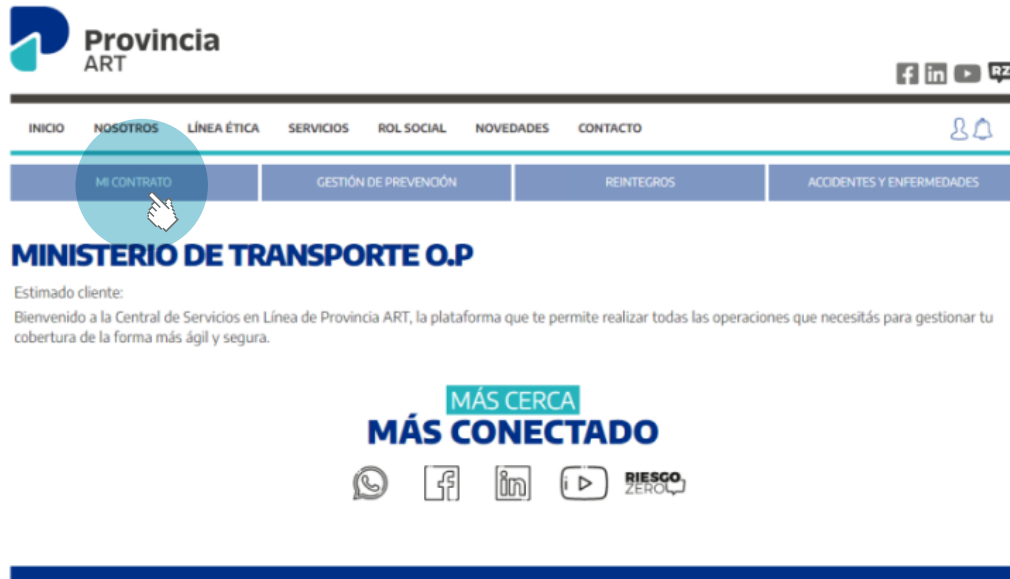 Provincia
ART
RZ
INICIO NOSOTROS LÍNEA ÉTICA SERVICIOS ROL SOCIAL NOVEDADES CONTACTO
MI CONTRATO GESTIÓN DE PREVENCIÓN REINTEGROS ACCIDENTES Y ENFERMEDADES
MINISTERIO DE TRANSPORTE O.P
Estimado cliente:
Bienvenido a la Central de Servicios en Línea de Provincia ART, la plataforma que te permite realizar todas las operaciones que necesitás para gestionar tu
cobertura de la forma más ágil y segura.
MÁS CERCA
MÁS CONECTADO
RIESGO
ZERO